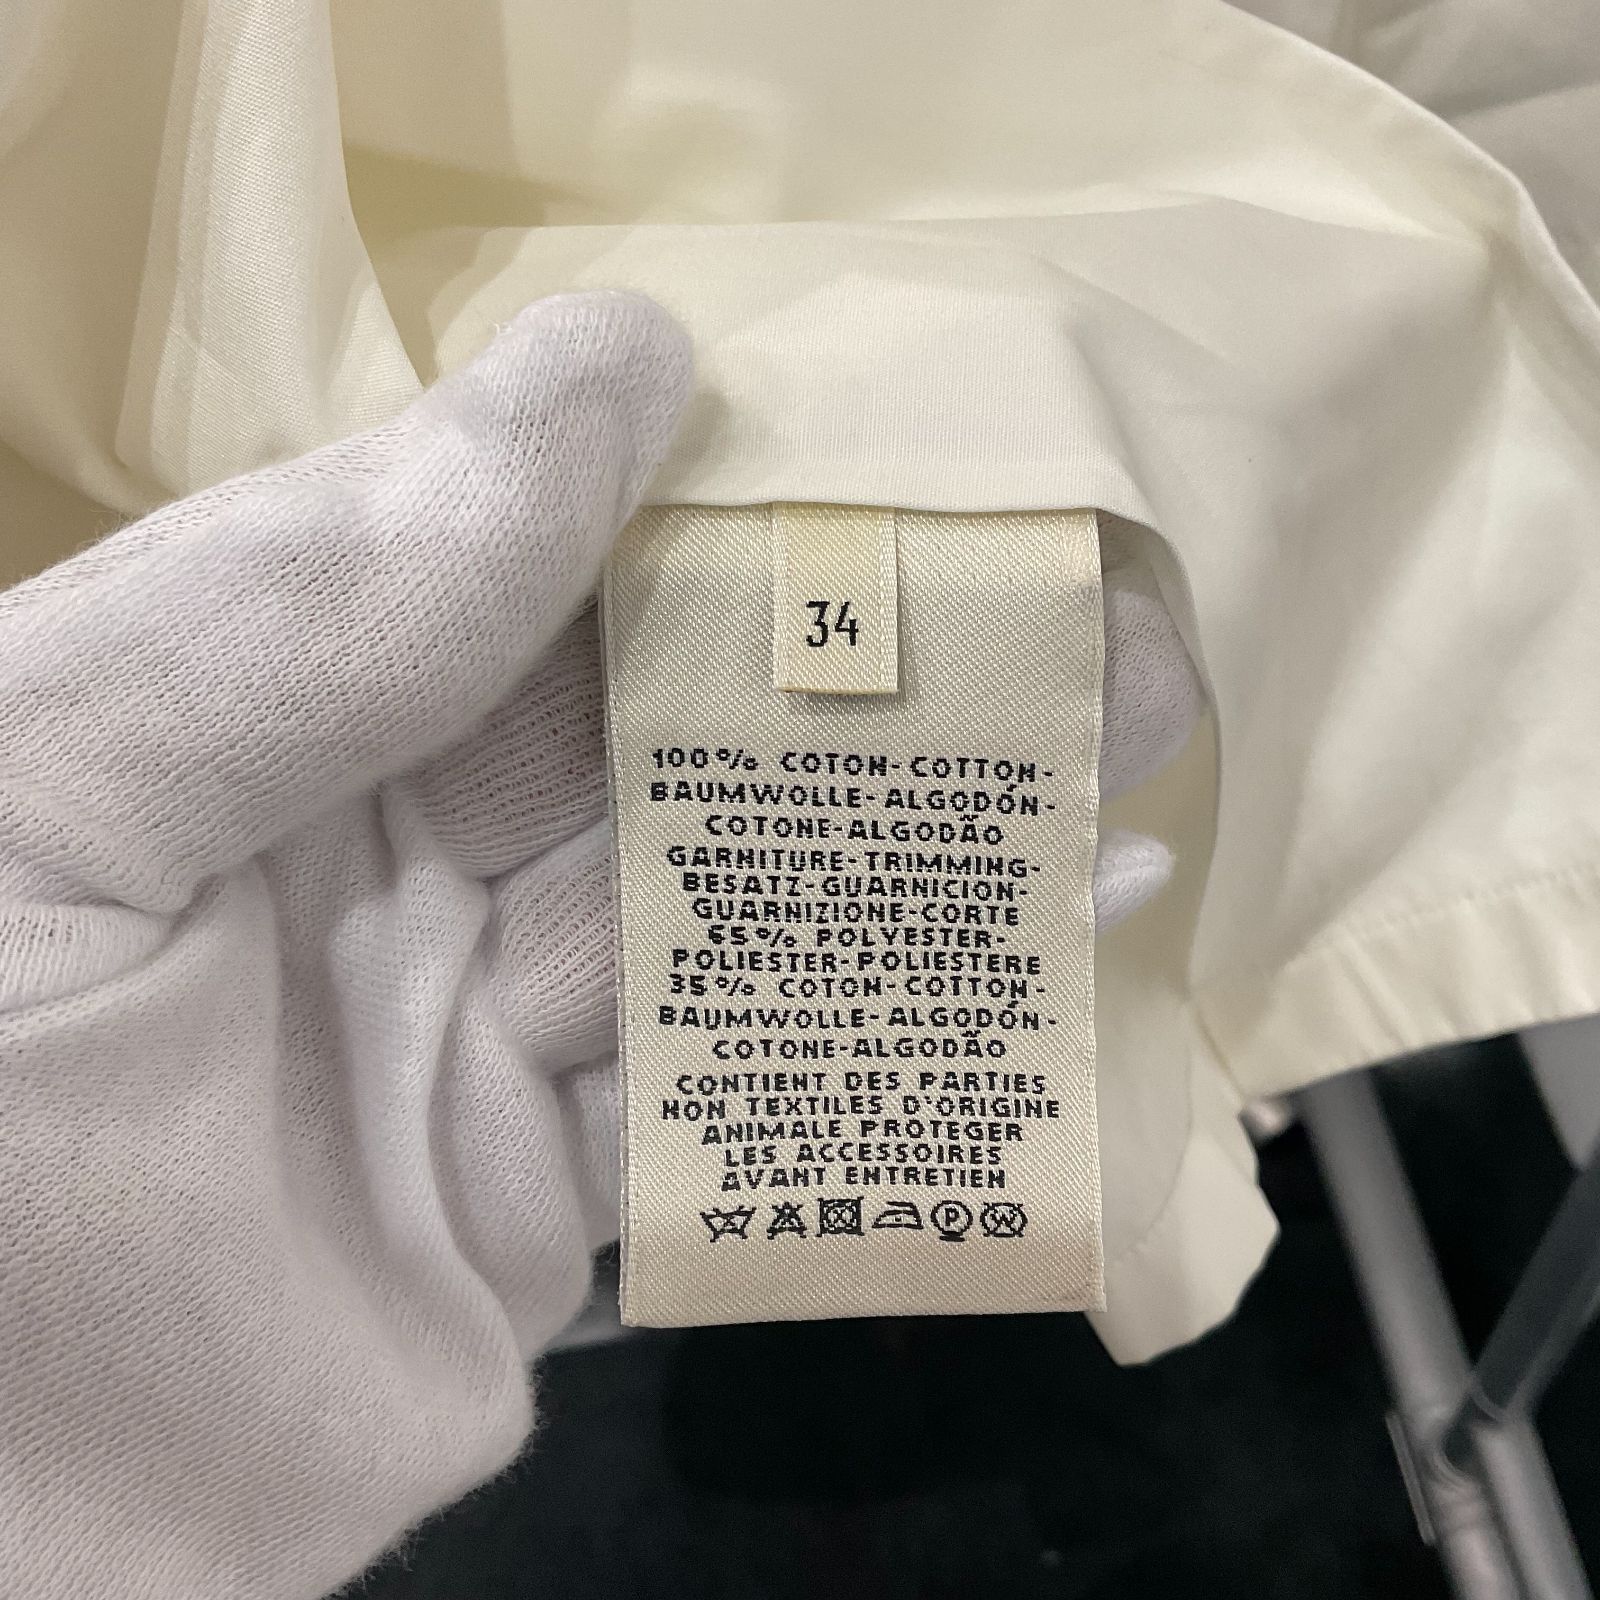 34
100% COTON-COTTON-
BAUMWOLLE-ALGODÓN-
COTONE-ALGODÃO
GARNITURE-TRIMMING-
BESATZ-GUARNICION-
GUARNIZIONE-CORTE
65% POLYESTER-
POLIESTER-POLIESTERE
35% COTON-COTTON-
BAUMWOLLE-ALGODÓN-
COTONE-ALGODÃO
CONTIENT DES PARTIES
NON TEXTILES D'ORIGINE
ANIMALE PROTEGER
LES ACCESSOIRES
AVANT ENTRETIEN
P W